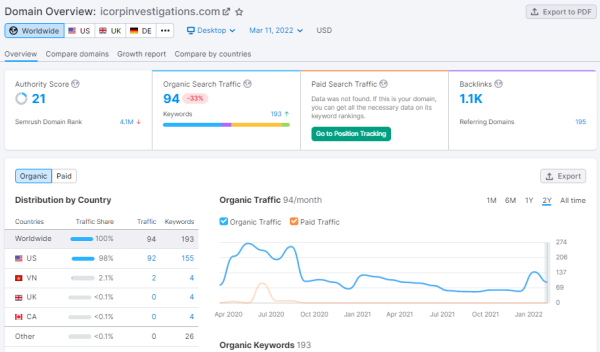 Domain Overview: icorpinvestigations.com
Export to PDF
Worldwide US UK DE ••• Desktop Mar 11, 2022 USD
Overview Compare domains Growth report Compare by countries
Authority Score
21
Semrush Domain Rank 4.1M ↓
Organic Search Traffic
94 -33%
Keywords 193 ↑
Paid Search Traffic
Data was not found. If this is your domain,
you can get all the necessary data on its
keyword rankings.
Go to Position Tracking
Backlinks
1.1K
Referring Domains 195
Organic Paid
Export
Distribution by Country
Countries Traffic Share Traffic Keywords
Worldwide 100% 94 193
US 98% 92 155
VN 2.1% 2 4
UK <0.1% 0 4
CA <0.1% 0 4
Other <0.1% 0 26
Organic Traffic 94/month
1M 6M 1Y 2Y All time
Organic Traffic Paid Traffic
274
206
137
69
0
Apr 2020 Jul 2020 Oct 2020 Jan 2021 Apr 2021 Jul 2021 Oct 2021 Jan 2022
Organic Keywords 193